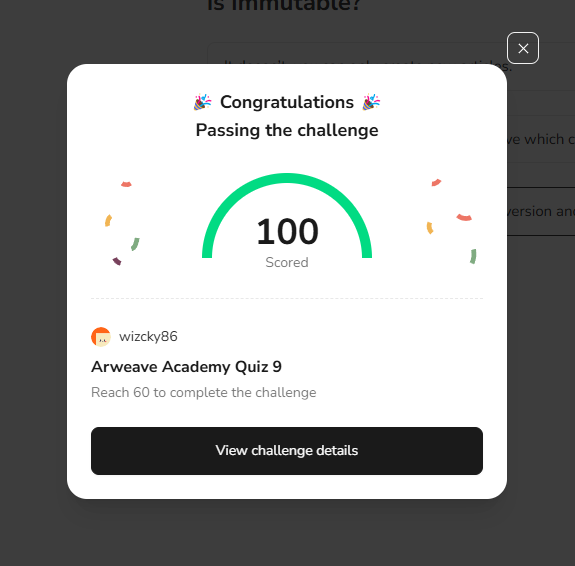 is immutable?
🎉 Congratulations 🎉
Passing the challenge
100
Scored
wizcky86
Arweave Academy Quiz 9
Reach 60 to complete the challenge
View challenge details
ve which c
version and